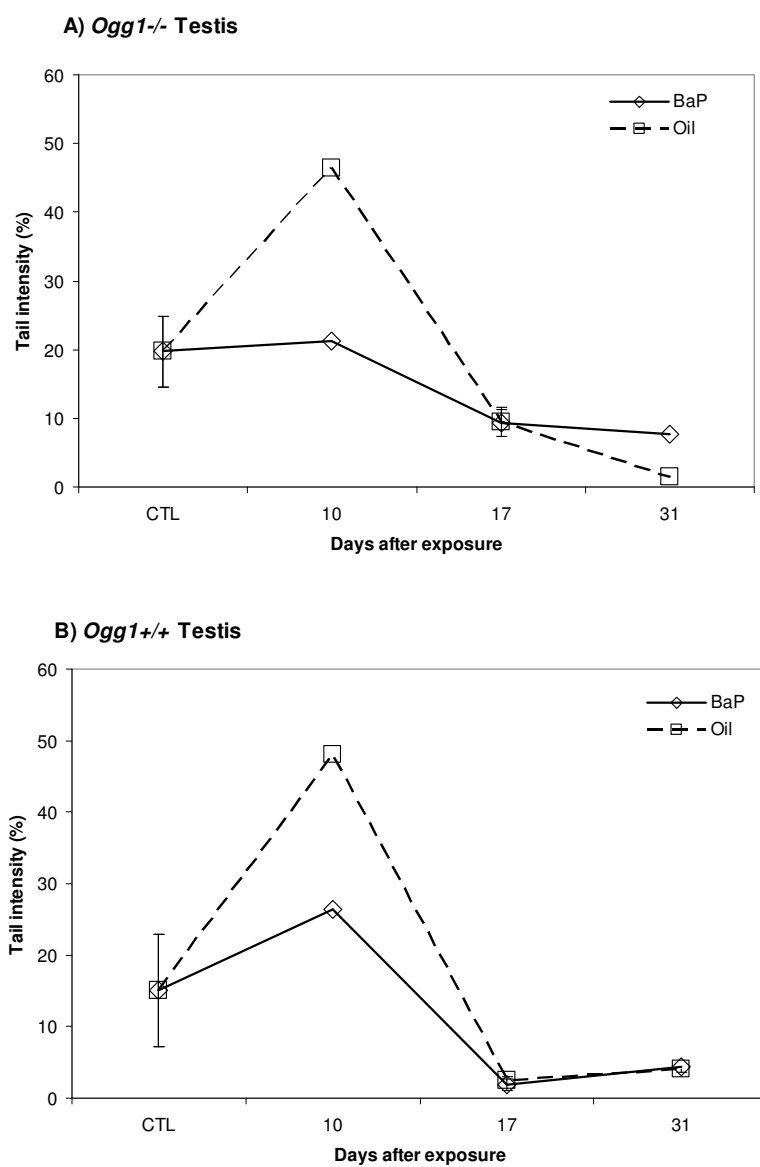 A) Ogg1-/- Testis
60
50
40
30
20
10
0
Tail intensity (%)
BaP
Oil
CTL 10 17 31
Days after exposure
B) Ogg1+/+ Testis
60
50
40
30
20
10
0
Tail intensity (%)
BaP
Oil
CTL 10 17 31
Days after exposure